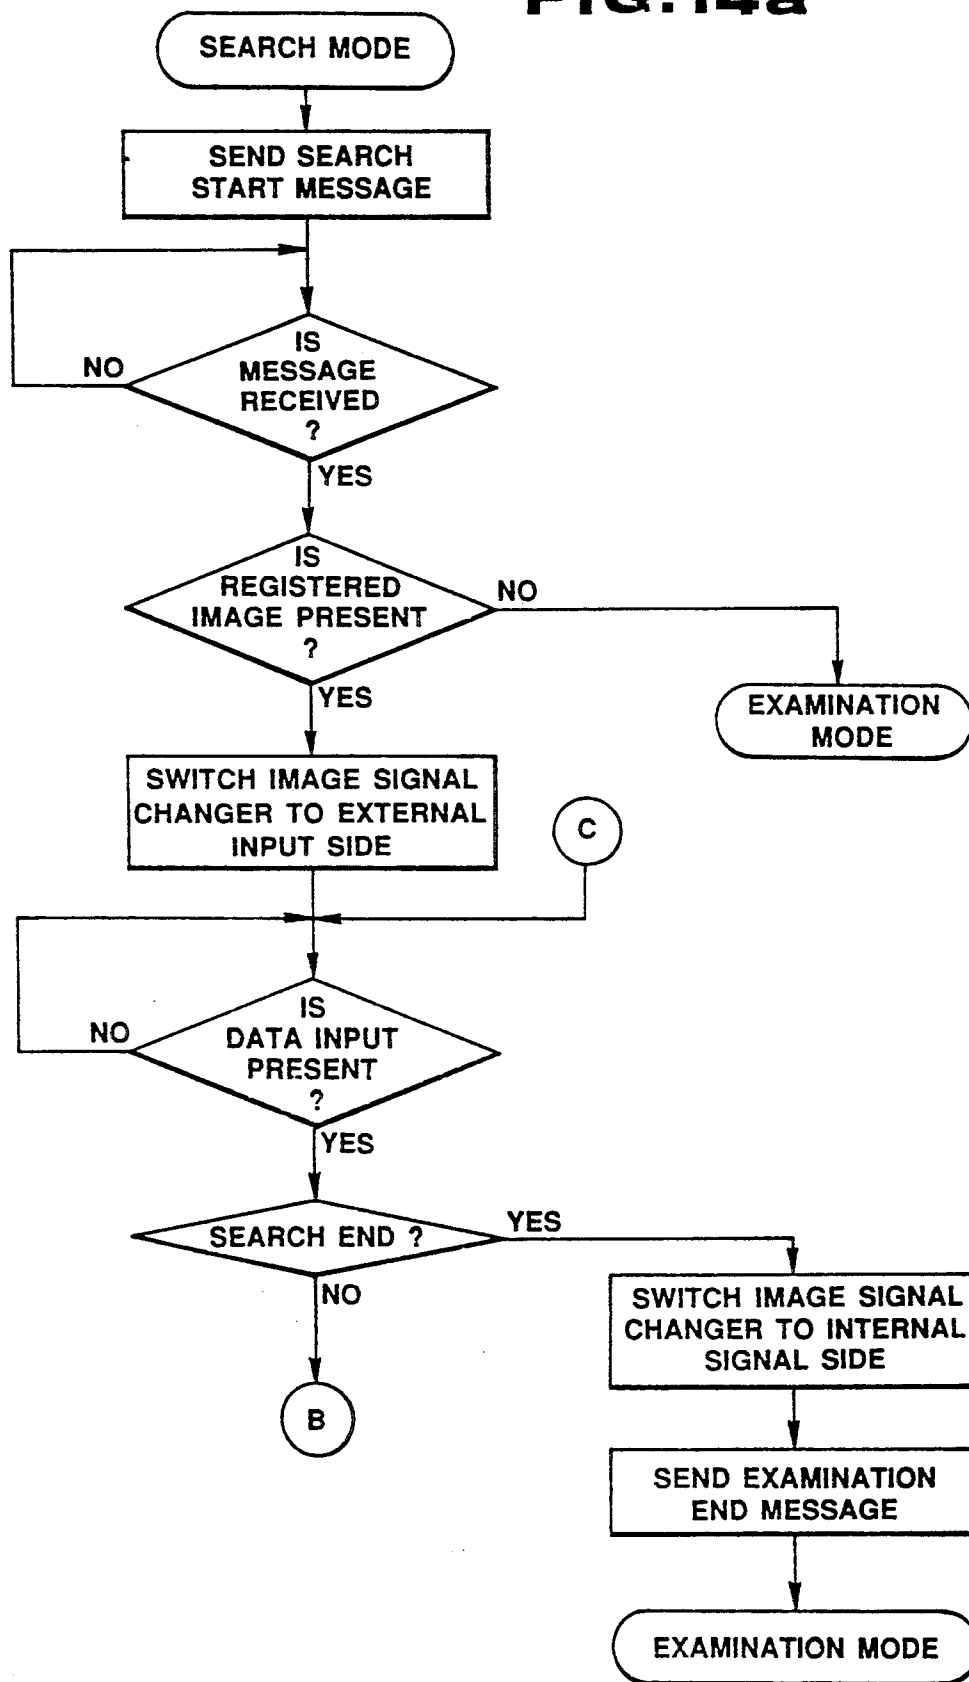 FIG.14a
SEARCH MODE
SEND SEARCH
START MESSAGE
IS
MESSAGE
RECEIVED
?
NO
YES
IS
REGISTERED
IMAGE PRESENT
?
NO
YES
EXAMINATION
MODE
SWITCH IMAGE SIGNAL
CHANGER TO EXTERNAL
INPUT SIDE
C
IS
DATA INPUT
PRESENT
?
NO
YES
SEARCH END ?
YES
NO
SWITCH IMAGE SIGNAL
CHANGER TO INTERNAL
SIGNAL SIDE
B
SEND EXAMINATION
END MESSAGE
EXAMINATION MODE